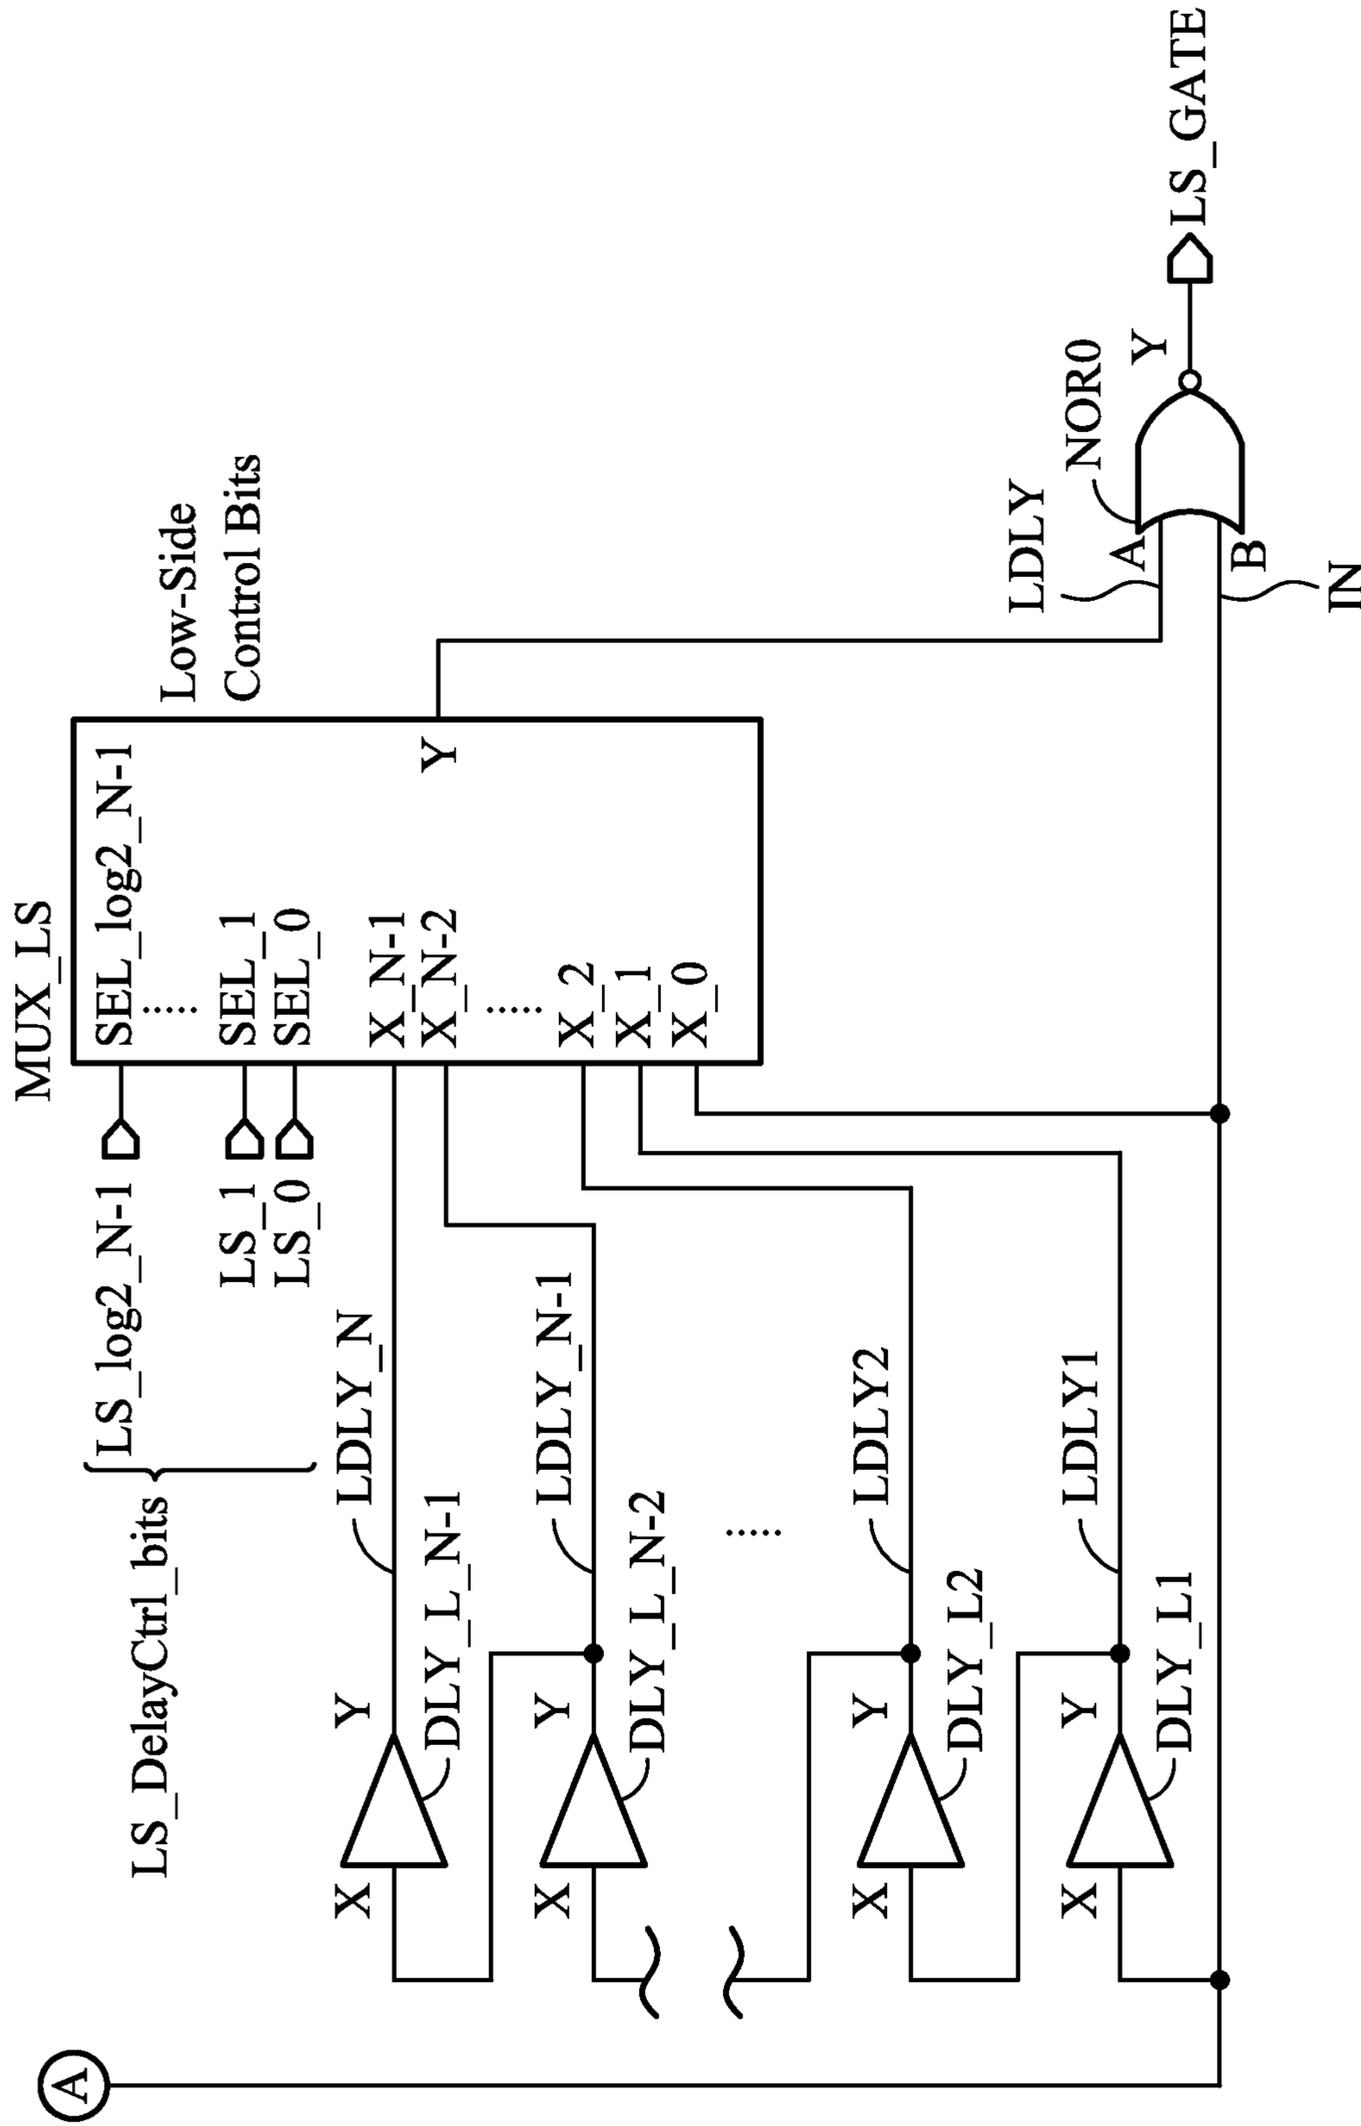 A
LS_DelayCtrl_bits
LS_log2_N-1
LS_1
LS_0
MUX_LS
SEL_log2_N-1
.....
SEL_1
SEL_0
X_N-1
X_N-2
.....
X_2
X_1
X_0
Y
Low-Side
Control Bits
X
Y
LDLY_N
DLY_L_N-1
X
Y
LDLY_N-1
DLY_L_N-2
.....
X
Y
LDLY2
DLY_L2
X
Y
LDLY1
DLY_L1
LDLY
A
B
IN
NOR0
Y
LS_GATE